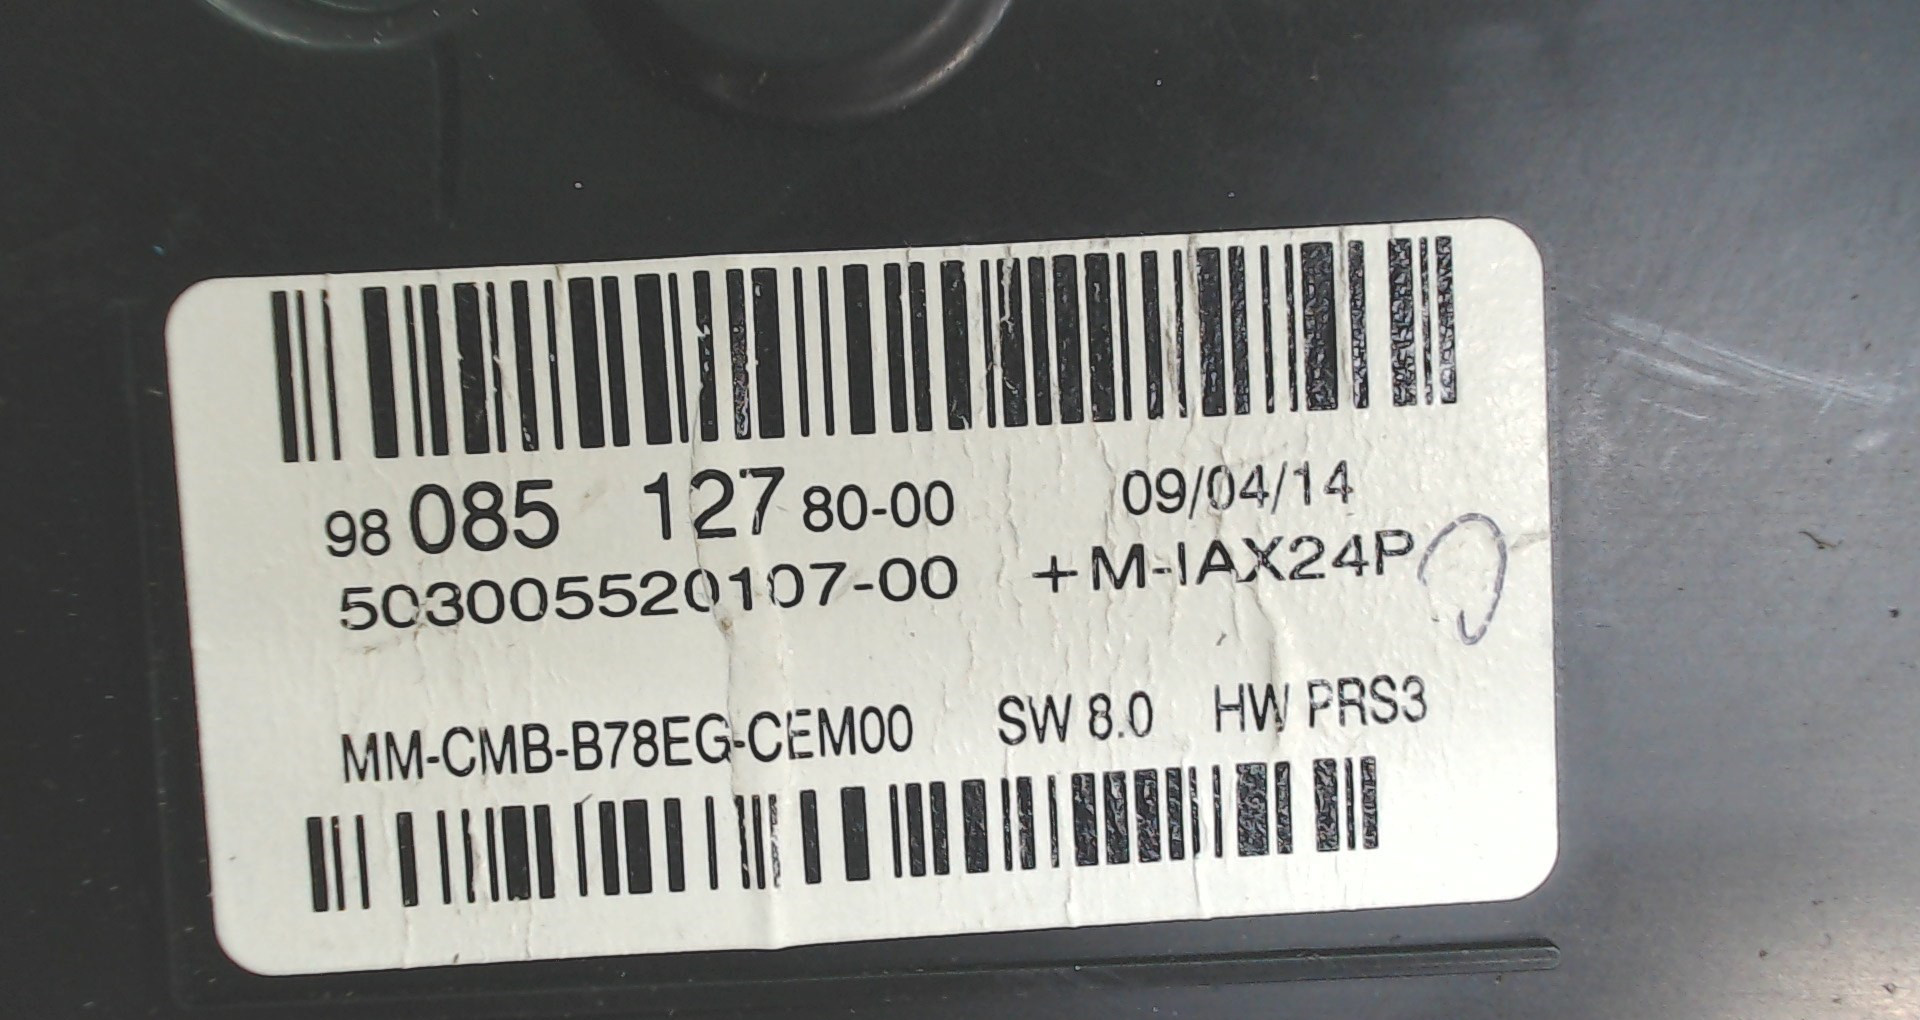 98 085 127 80-00 09/04/14
503005520107-00 +M-IAX24P
MM-CMB-B78EG-CEM00 SW 8.0 HW PRS3